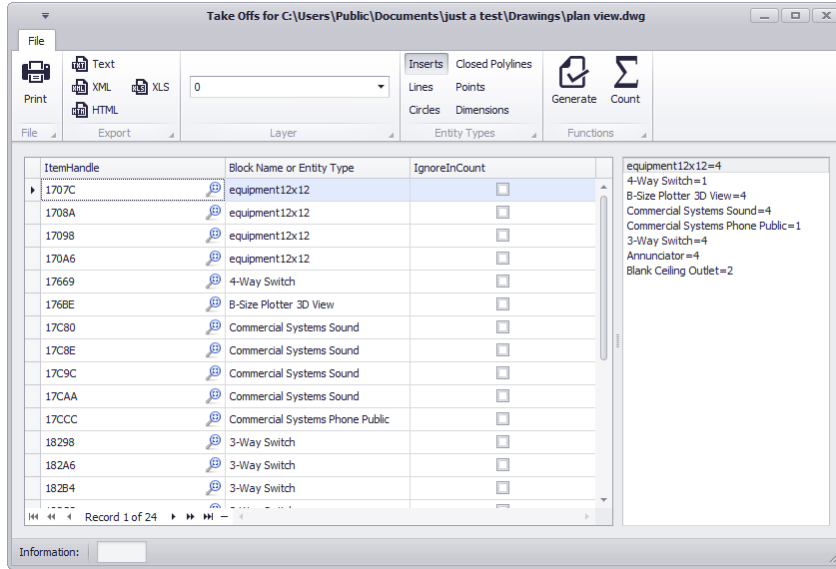 Take Offs for C:\Users\Public\Documents\just a test\Drawings\plan view.dwg
File
Print
Text
XML
XLS
HTML
0
Inserts
Closed Polylines
Lines
Points
Circles
Dimensions
Generate
Count
File
Export
Layer
Entity Types
Functions
ItemHandle Block Name or Entity Type IgnoreInCount
1707C equipment12x12
1708A equipment12x12
17098 equipment12x12
170A6 equipment12x12
17669 4-Way Switch
176BE B-Size Plotter 3D View
17C80 Commercial Systems Sound
17C8E Commercial Systems Sound
17C9C Commercial Systems Sound
17CAA Commercial Systems Sound
17CCC Commercial Systems Phone Public
18298 3-Way Switch
182A6 3-Way Switch
182B4 3-Way Switch
Record 1 of 24
equipment12x12=4
4-Way Switch=1
B-Size Plotter 3D View=4
Commercial Systems Sound=4
Commercial Systems Phone Public=1
3-Way Switch=4
Annunciator=4
Blank Ceiling Outlet=2
Information: